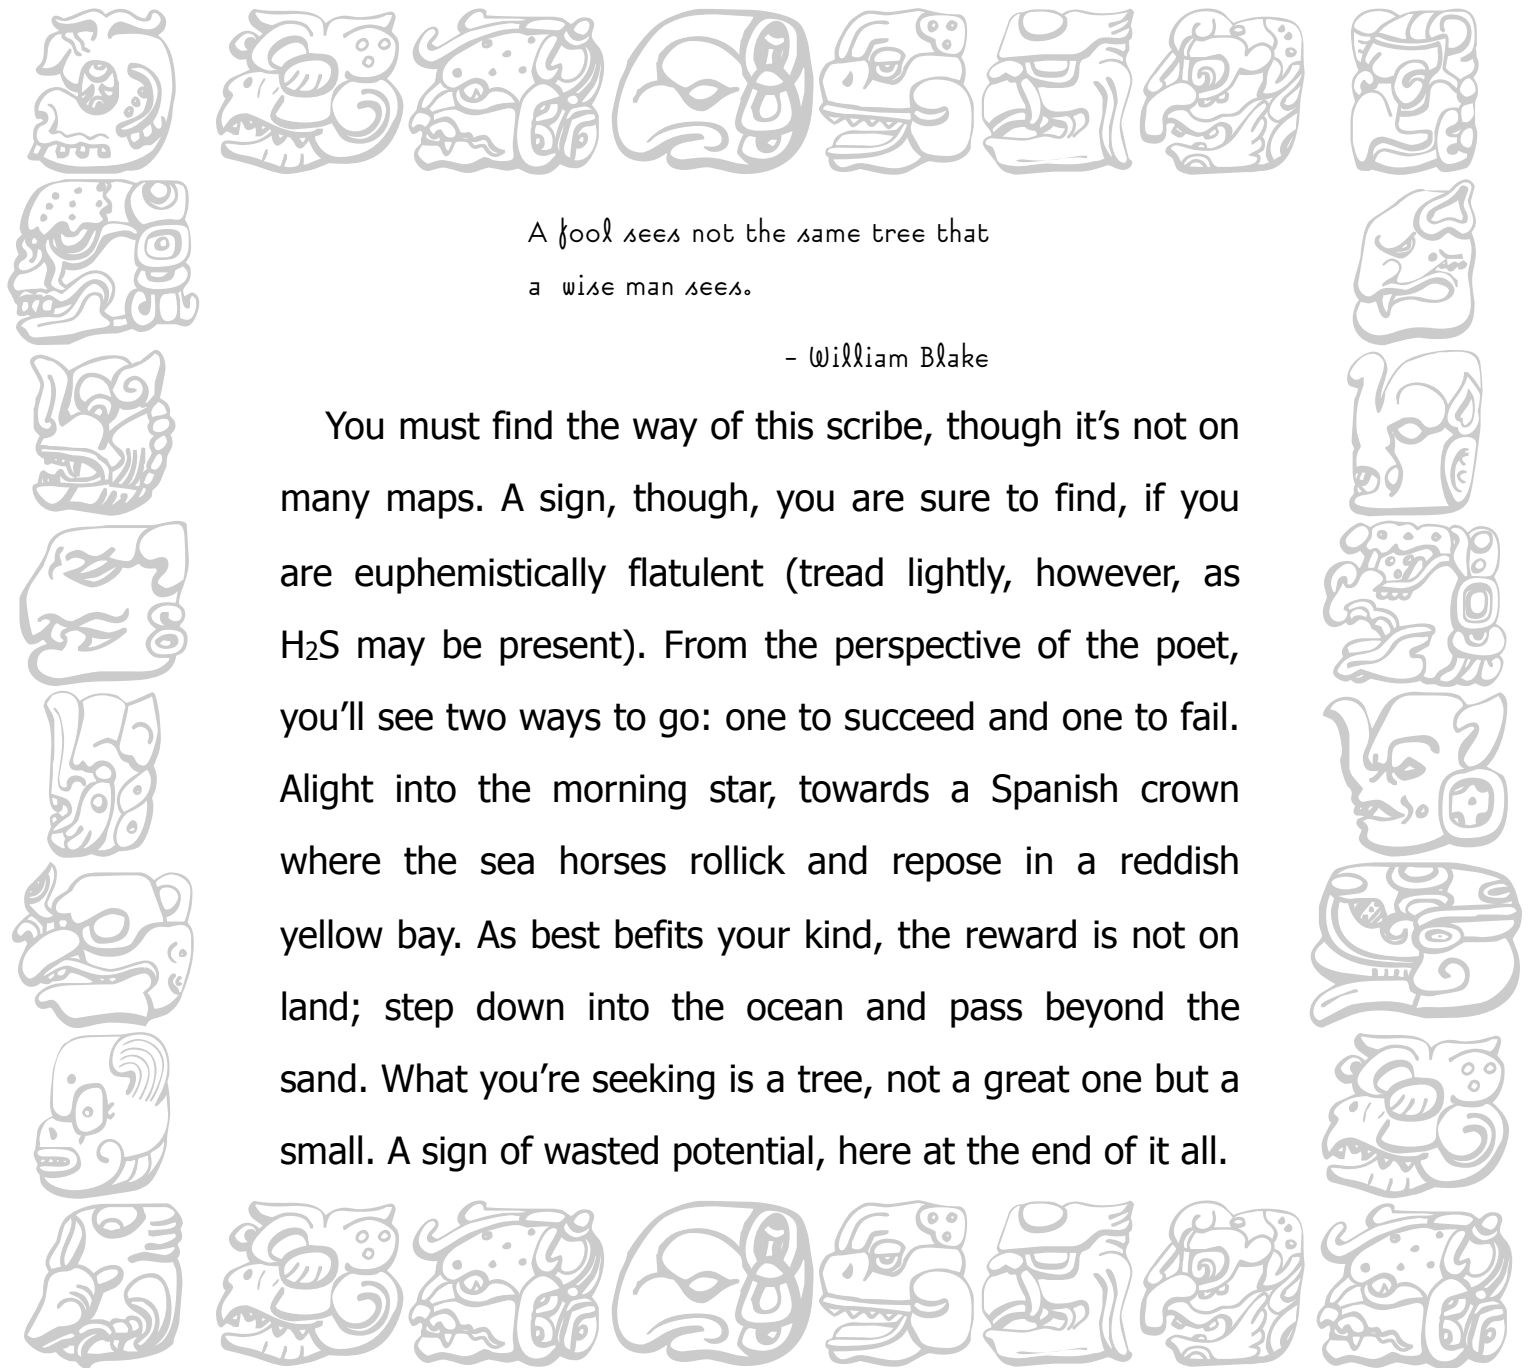 A fool sees not the same tree that
a wise man sees.
– William Blake
You must find the way of this scribe, though it’s not on
many maps. A sign, though, you are sure to find, if you
are euphemistically flatulent (tread lightly, however, as
H₂S may be present). From the perspective of the poet,
you’ll see two ways to go: one to succeed and one to fail.
Alight into the morning star, towards a Spanish crown
where the sea horses rollick and repose in a reddish
yellow bay. As best befits your kind, the reward is not on
land; step down into the ocean and pass beyond the
sand. What you’re seeking is a tree, not a great one but a
small. A sign of wasted potential, here at the end of it all.